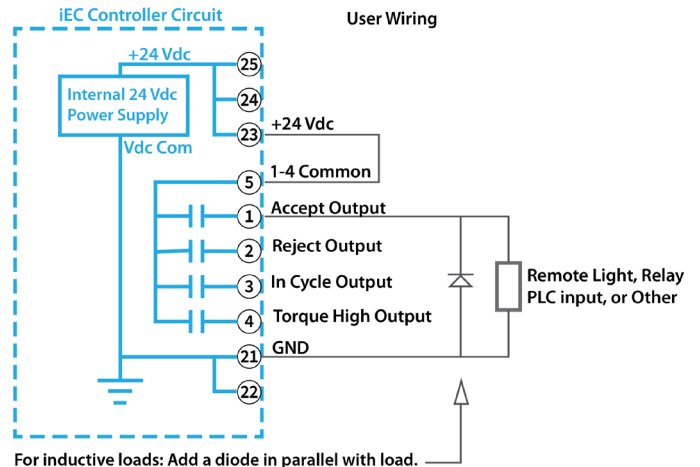 iEC Controller Circuit
User Wiring
+24 Vdc
25
Internal 24 Vdc
Power Supply
24
+24 Vdc
23
Vdc Com
1-4 Common
5
Accept Output
1
Reject Output
2
In Cycle Output
3
Remote Light, Relay
PLC input, or Other
Torque High Output
4
GND
21
22
For inductive loads: Add a diode in parallel with load.